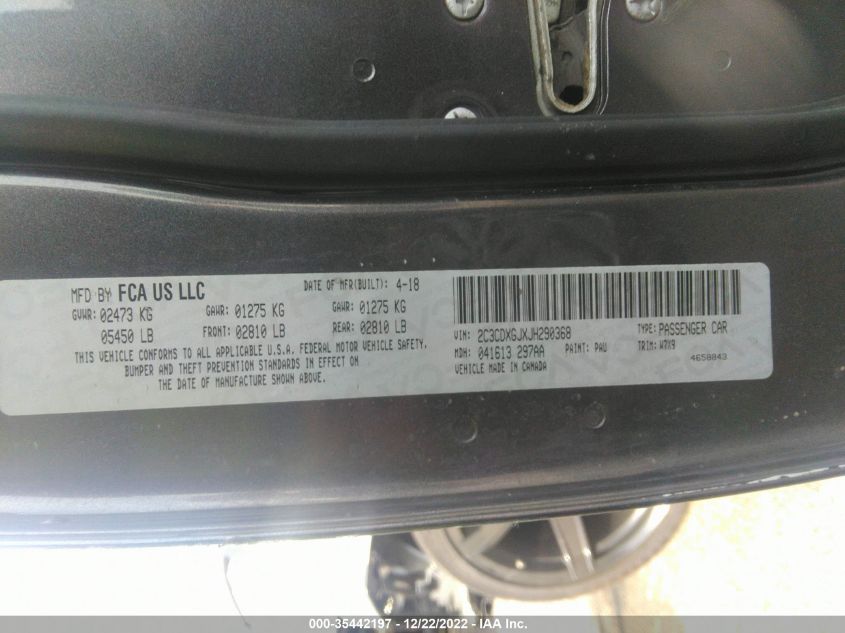 MFD BY FCA US LLC
DATE OF MFR(BUILT): 4-18
GVWR: 02473 KG
GAWR: 01275 KG
GAWR: 01275 KG
05450 LB
FRONT: 02810 LB
REAR: 02810 LB
THIS VEHICLE CONFORMS TO ALL APPLICABLE U.S.A. FEDERAL MOTOR VEHICLE SAFETY,
BUMPER AND THEFT PREVENTION STANDARDS IN EFFECT ON
THE DATE OF MANUFACTURE SHOWN ABOVE.
VIN: 2C3CDXGJXJH290368
TYPE: PASSENGER CAR
MDH: 041613 297AA
PAINT: PAU
TRIM: W7X9
VEHICLE MADE IN CANADA
4658843
000-35442197 - 12/22/2022 - IAA Inc.